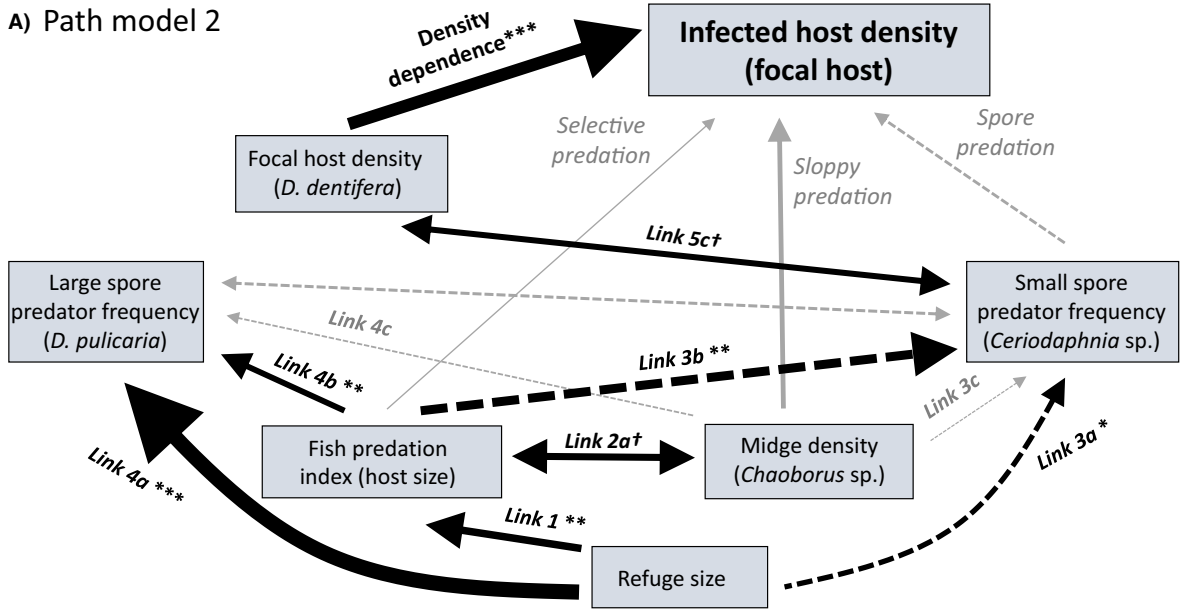 A) Path model 2
Density
dependence***
Infected host density
(focal host)
Selective
predation
Sloppy
predation
Spore
predation
Focal host density
(D. dentifera)
Link 5c†
Large spore
predator frequency
(D. pulicaria)
Small spore
predator frequency
(Ceriodaphnia sp.)
Link 4c
Link 4b **
Link 3b **
Link 3c
Fish predation
index (host size)
Link 2a†
Midge density
(Chaoborus sp.)
Link 3a *
Link 4a ***
Link 1 **
Refuge size